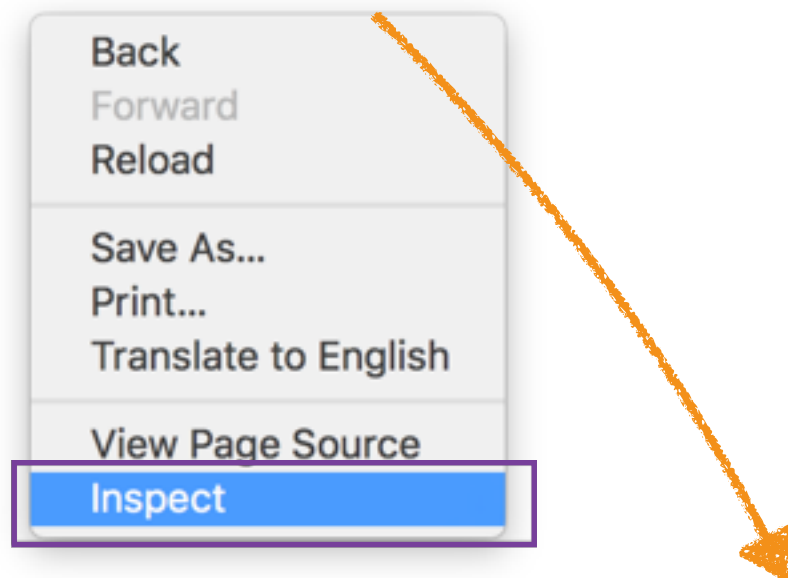 Back
Forward
Reload
Save As...
Print...
Translate to English
View Page Source
Inspect